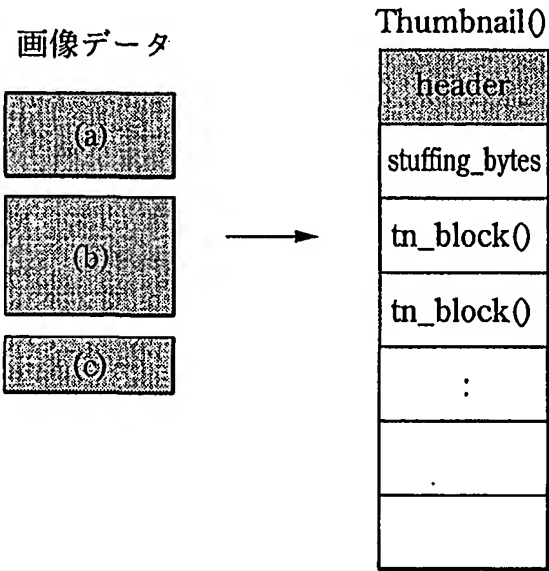 画像データ
(a)
(b)
(c)
Thumbnail()
header
stuffing_bytes
tn_block()
tn_block()
: